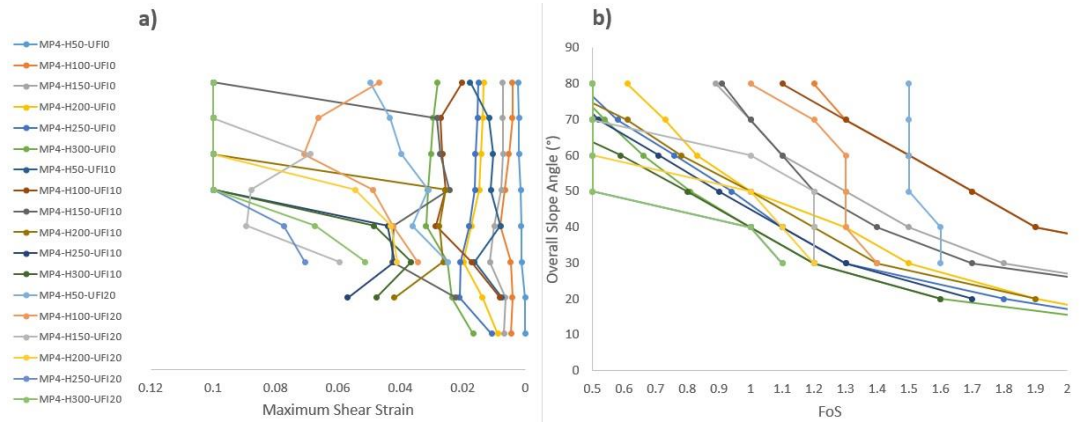 a)
b)
MP4-H50-UFI0
MP4-H100-UFI0
MP4-H150-UFI0
MP4-H200-UFI0
MP4-H250-UFI0
MP4-H300-UFI0
MP4-H50-UFI10
MP4-H100-UFI10
MP4-H150-UFI10
MP4-H200-UFI10
MP4-H250-UFI10
MP4-H300-UFI10
MP4-H50-UFI20
MP4-H100-UFI20
MP4-H150-UFI20
MP4-H200-UFI20
MP4-H250-UFI20
MP4-H300-UFI20
0.12 0.1 0.08 0.06 0.04 0.02 0
Maximum Shear Strain
Overall Slope Angle (°)
90
80
70
60
50
40
30
20
10
0
0.5 0.6 0.7 0.8 0.9 1 1.1 1.2 1.3 1.4 1.5 1.6 1.7 1.8 1.9 2
FoS